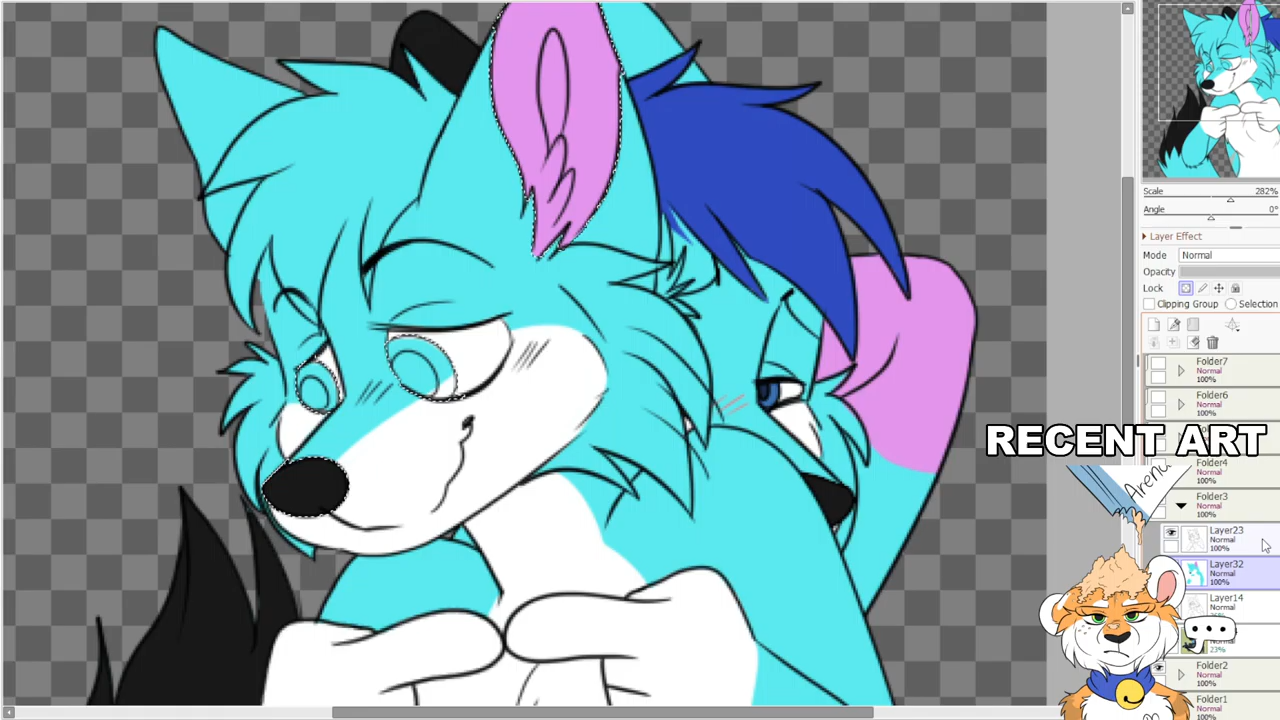 Scale 282%
Angle 0°
Layer Effect
Mode Normal
Opacity
Lock
Clipping Group Selection
Folder7
Normal
100%
Folder6
Normal
100%
RECENT ART
Folder4
Normal
100%
Arena
Folder3
Normal
100%
Layer23
Normal
100%
Layer32
Normal
100%
Layer14
Normal
23%
Folder2
Normal
100%
Folder1
Normal